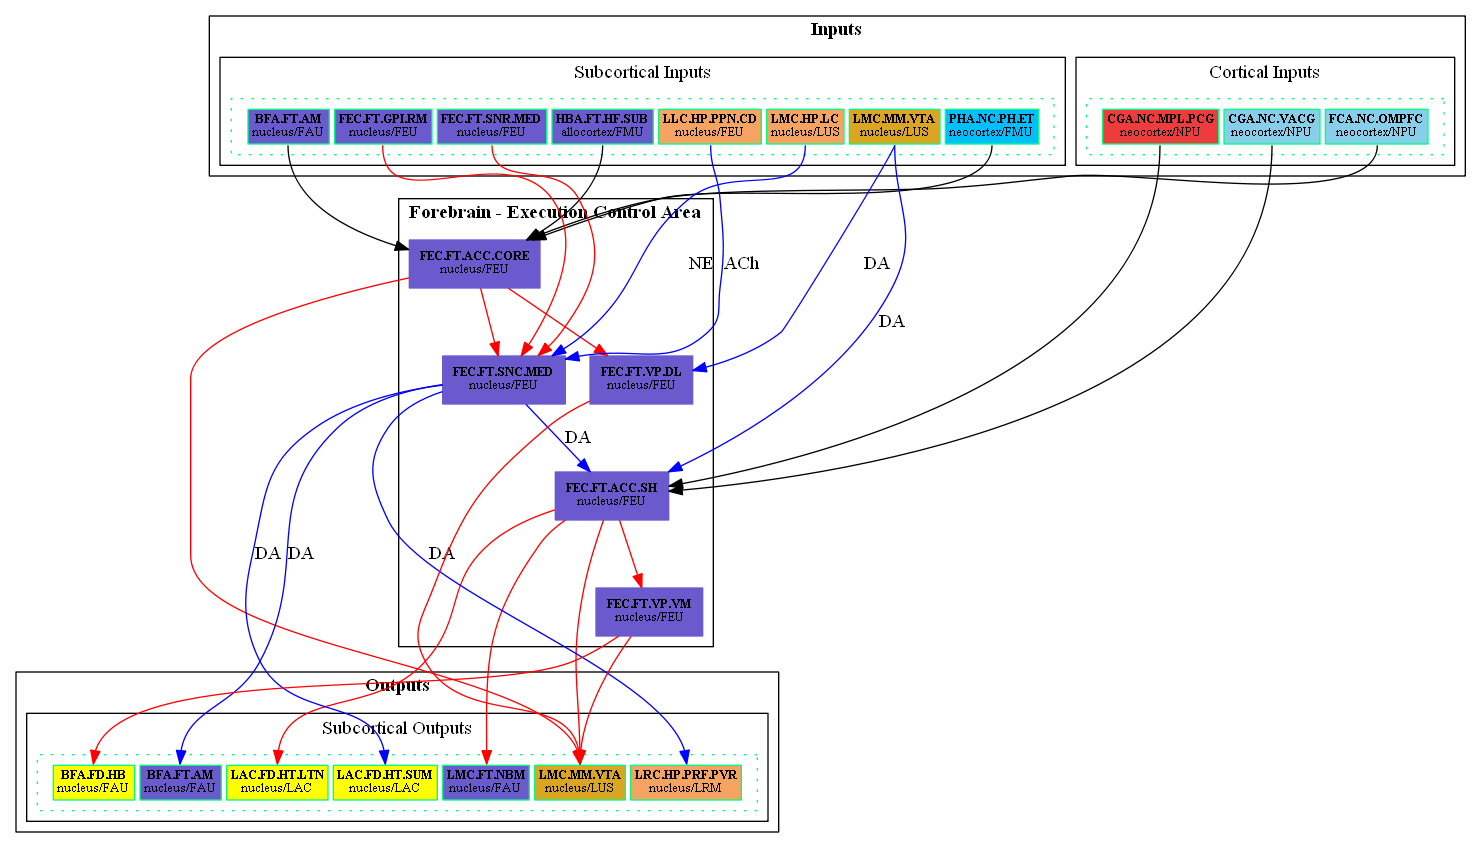 Inputs
Subcortical Inputs
Cortical Inputs
BFA.FT.AM
nucleus/FAU
FEC.FT.GPI.RM
nucleus/FEU
FEC.FT.SNR.MED
nucleus/FEU
HBA.FT.HF.SUB
allocortex/FMU
LLC.HP.PPN.CD
nucleus/FEU
LMC.HP.LC
nucleus/LUS
LMC.MM.VTA
nucleus/LUS
PHA.NC.PH.ET
neocortex/FMU
CGA.NC.MPL.PCG
neocortex/NPU
CGA.NC.VACG
neocortex/NPU
FCA.NC.OMPFC
neocortex/NPU
Forebrain - Execution Control Area
FEC.FT.ACC.CORE
nucleus/FEU
NE
ACh
DA
DA
FEC.FT.SNC.MED
nucleus/FEU
FEC.FT.VP.DL
nucleus/FEU
DA
FEC.FT.ACC.SH
nucleus/FEU
DA
DA
DA
FEC.FT.VP.VM
nucleus/FEU
Outputs
Subcortical Outputs
BFA.FD.HB
nucleus/FAU
BFA.FT.AM
nucleus/FAU
LAC.FD.HT.LTN
nucleus/LAC
LAC.FD.HT.SUM
nucleus/LAC
LMC.FT.NBM
nucleus/FAU
LMC.MM.VTA
nucleus/LUS
LRC.HP.PRF.PVR
nucleus/LRM